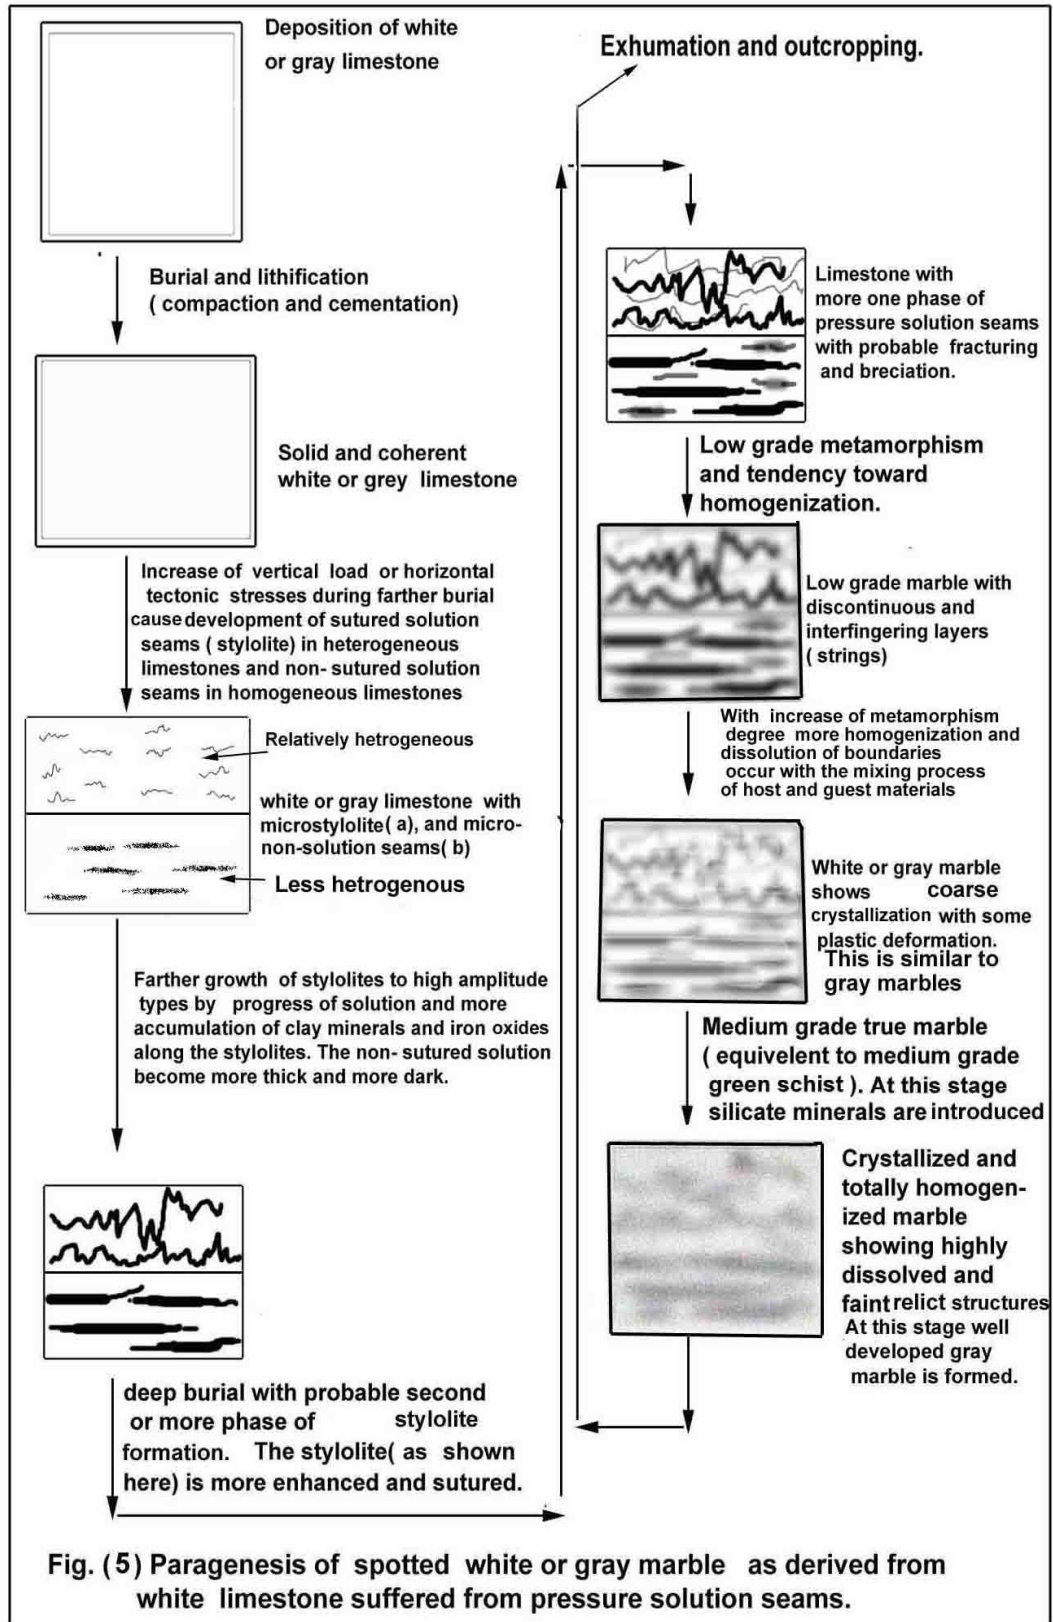 Deposition of white
or gray limestone
Burial and lithification
( compaction and cementation)
Solid and coherent
white or grey limestone
Increase of vertical load or horizontal
tectonic stresses during farther burial
cause development of sutured solution
seams ( stylolite) in heterogeneous
limestones and non- sutured solution
seams in homogeneous limestones
Relatively hetrogeneous
white or gray limestone with
microstylolite( a), and micro-
non-solution seams( b)
Less hetrogenous
Farther growth of stylolites to high amplitude
types by progress of solution and more
accumulation of clay minerals and iron oxides
along the stylolites. The non- sutured solution
become more thick and more dark.
deep burial with probable second
or more phase of stylolite
formation. The stylolite( as shown
here) is more enhanced and sutured.
Exhumation and outcropping.
Limestone with
more one phase of
pressure solution seams
with probable fracturing
and breciation.
Low grade metamorphism
and tendency toward
homogenization.
Low grade marble with
discontinuous and
interfingering layers
( strings)
With increase of metamorphism
degree more homogenization and
dissolution of boundaries
occur with the mixing process
of host and guest materials
White or gray marble
shows coarse
crystallization with some
plastic deformation.
This is similar to
gray marbles
Medium grade true marble
( equivelent to medium grade
green schist ). At this stage
silicate minerals are introduced
Crystallized and
totally homogen-
ized marble
showing highly
dissolved and
faint relict structures
At this stage well
developed gray
marble is formed.
Fig. (5) Paragenesis of spotted white or gray marble as derived from
white limestone suffered from pressure solution seams.